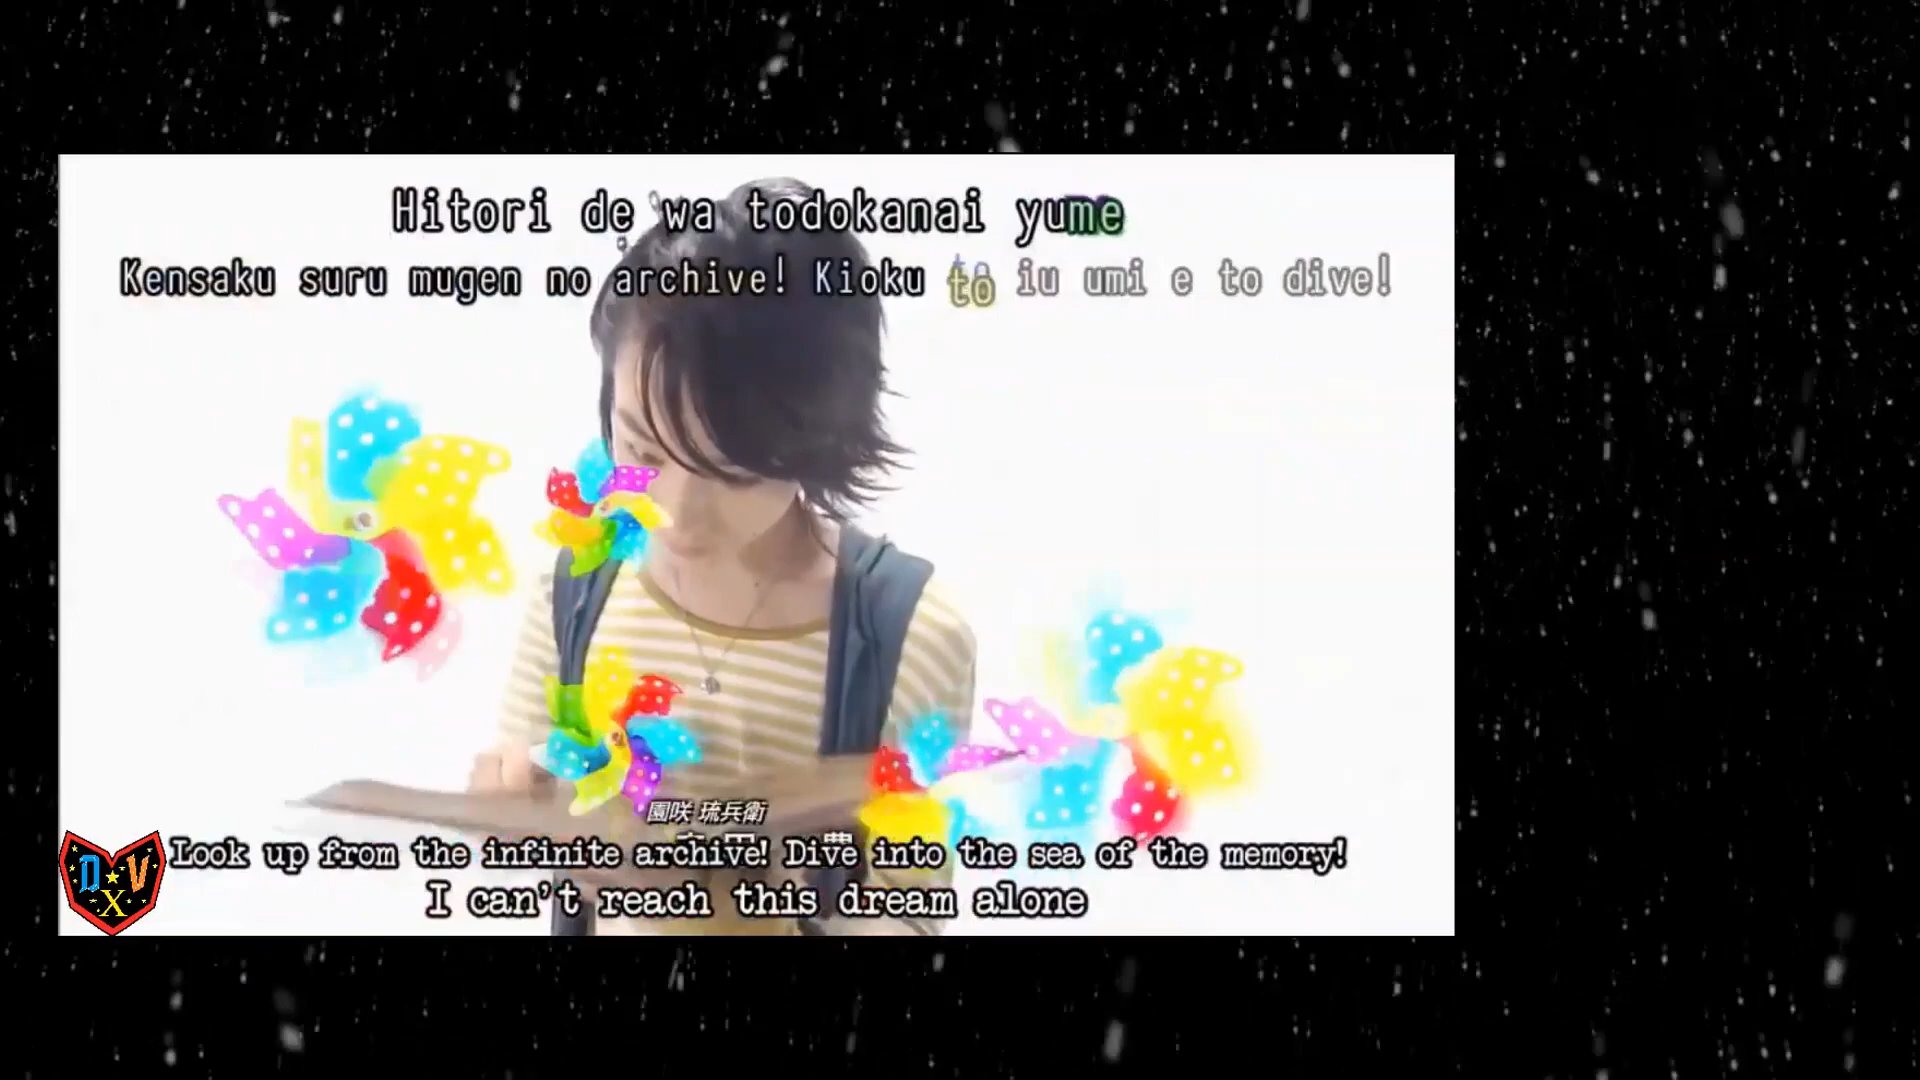 Hitori de wa todokanai yume
Kensaku suru mugen no archive! Kioku to iu umi e to dive!
園咲 琉兵衛
Look up from the infinite archive! Dive into the sea of the memory!
I can't reach this dream alone
D V
X